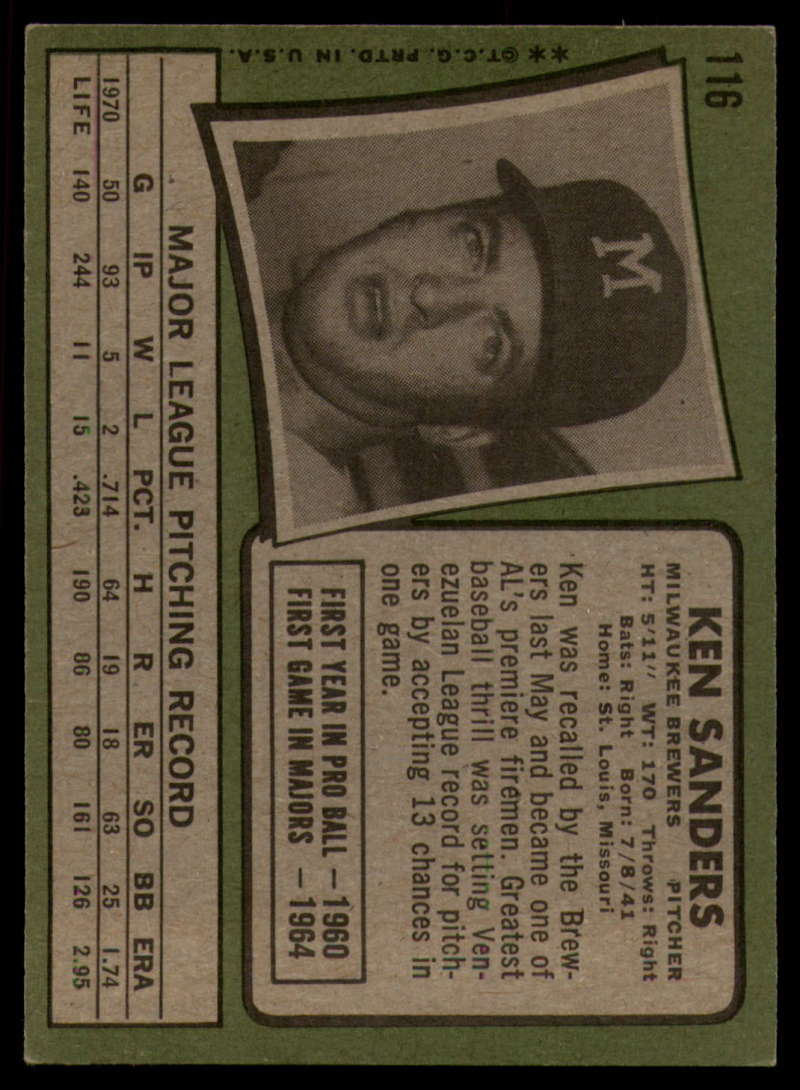 116
**©T.C.G. PRTD. IN U.S.A.
M
KEN SANDERS
MILWAUKEE BREWERS PITCHER
HT: 5'11" WT: 170 Throws: Right
Bats: Right Born: 7/8/41
Home: St. Louis, Missouri
Ken was recalled by the Brew-
ers last May and became one of
AL's premiere firemen. Greatest
baseball thrill was setting Ven-
ezuelan League record for pitch-
ers by accepting 13 chances in
one game.
FIRST YEAR IN PRO BALL — 1960
FIRST GAME IN MAJORS — 1964
MAJOR LEAGUE PITCHING RECORD
G IP W L PCT. H R ER SO BB ERA
1970 50 93 5 2 .714 64 19 18 63 25 1.74
LIFE 140 244 11 15 .423 190 86 80 161 126 2.95